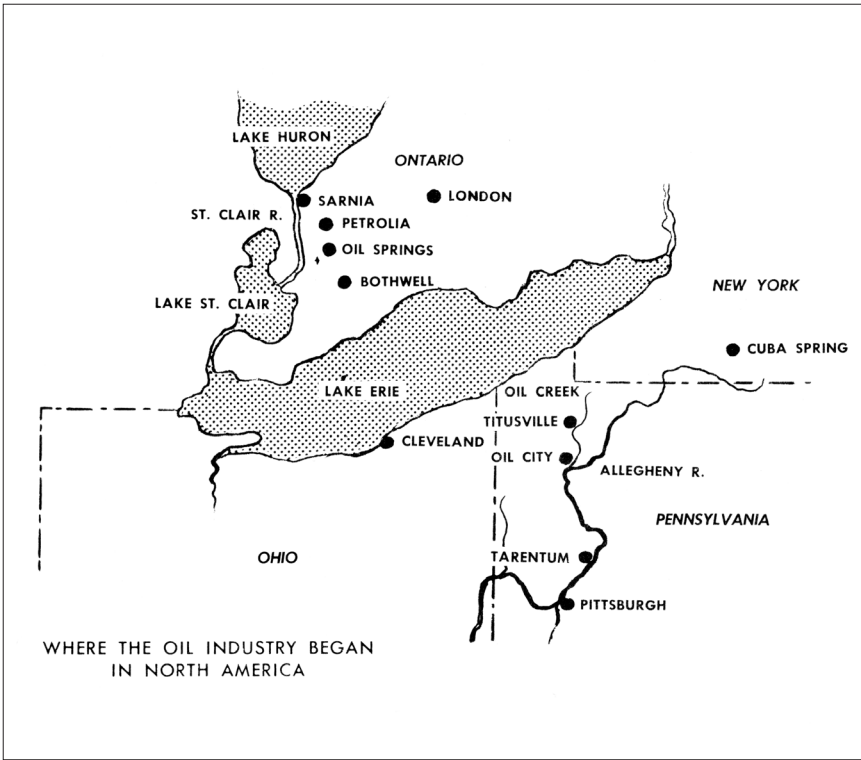 LAKE HURON
ONTARIO
SARNIA
LONDON
ST. CLAIR R.
PETROLIA
OIL SPRINGS
BOTHWELL
LAKE ST. CLAIR
NEW YORK
CUBA SPRING
LAKE ERIE
OIL CREEK
TITUSVILLE
CLEVELAND
OIL CITY
ALLEGHENY R.
PENNSYLVANIA
OHIO
TARENTUM
PITTSBURGH
WHERE THE OIL INDUSTRY BEGAN
IN NORTH AMERICA